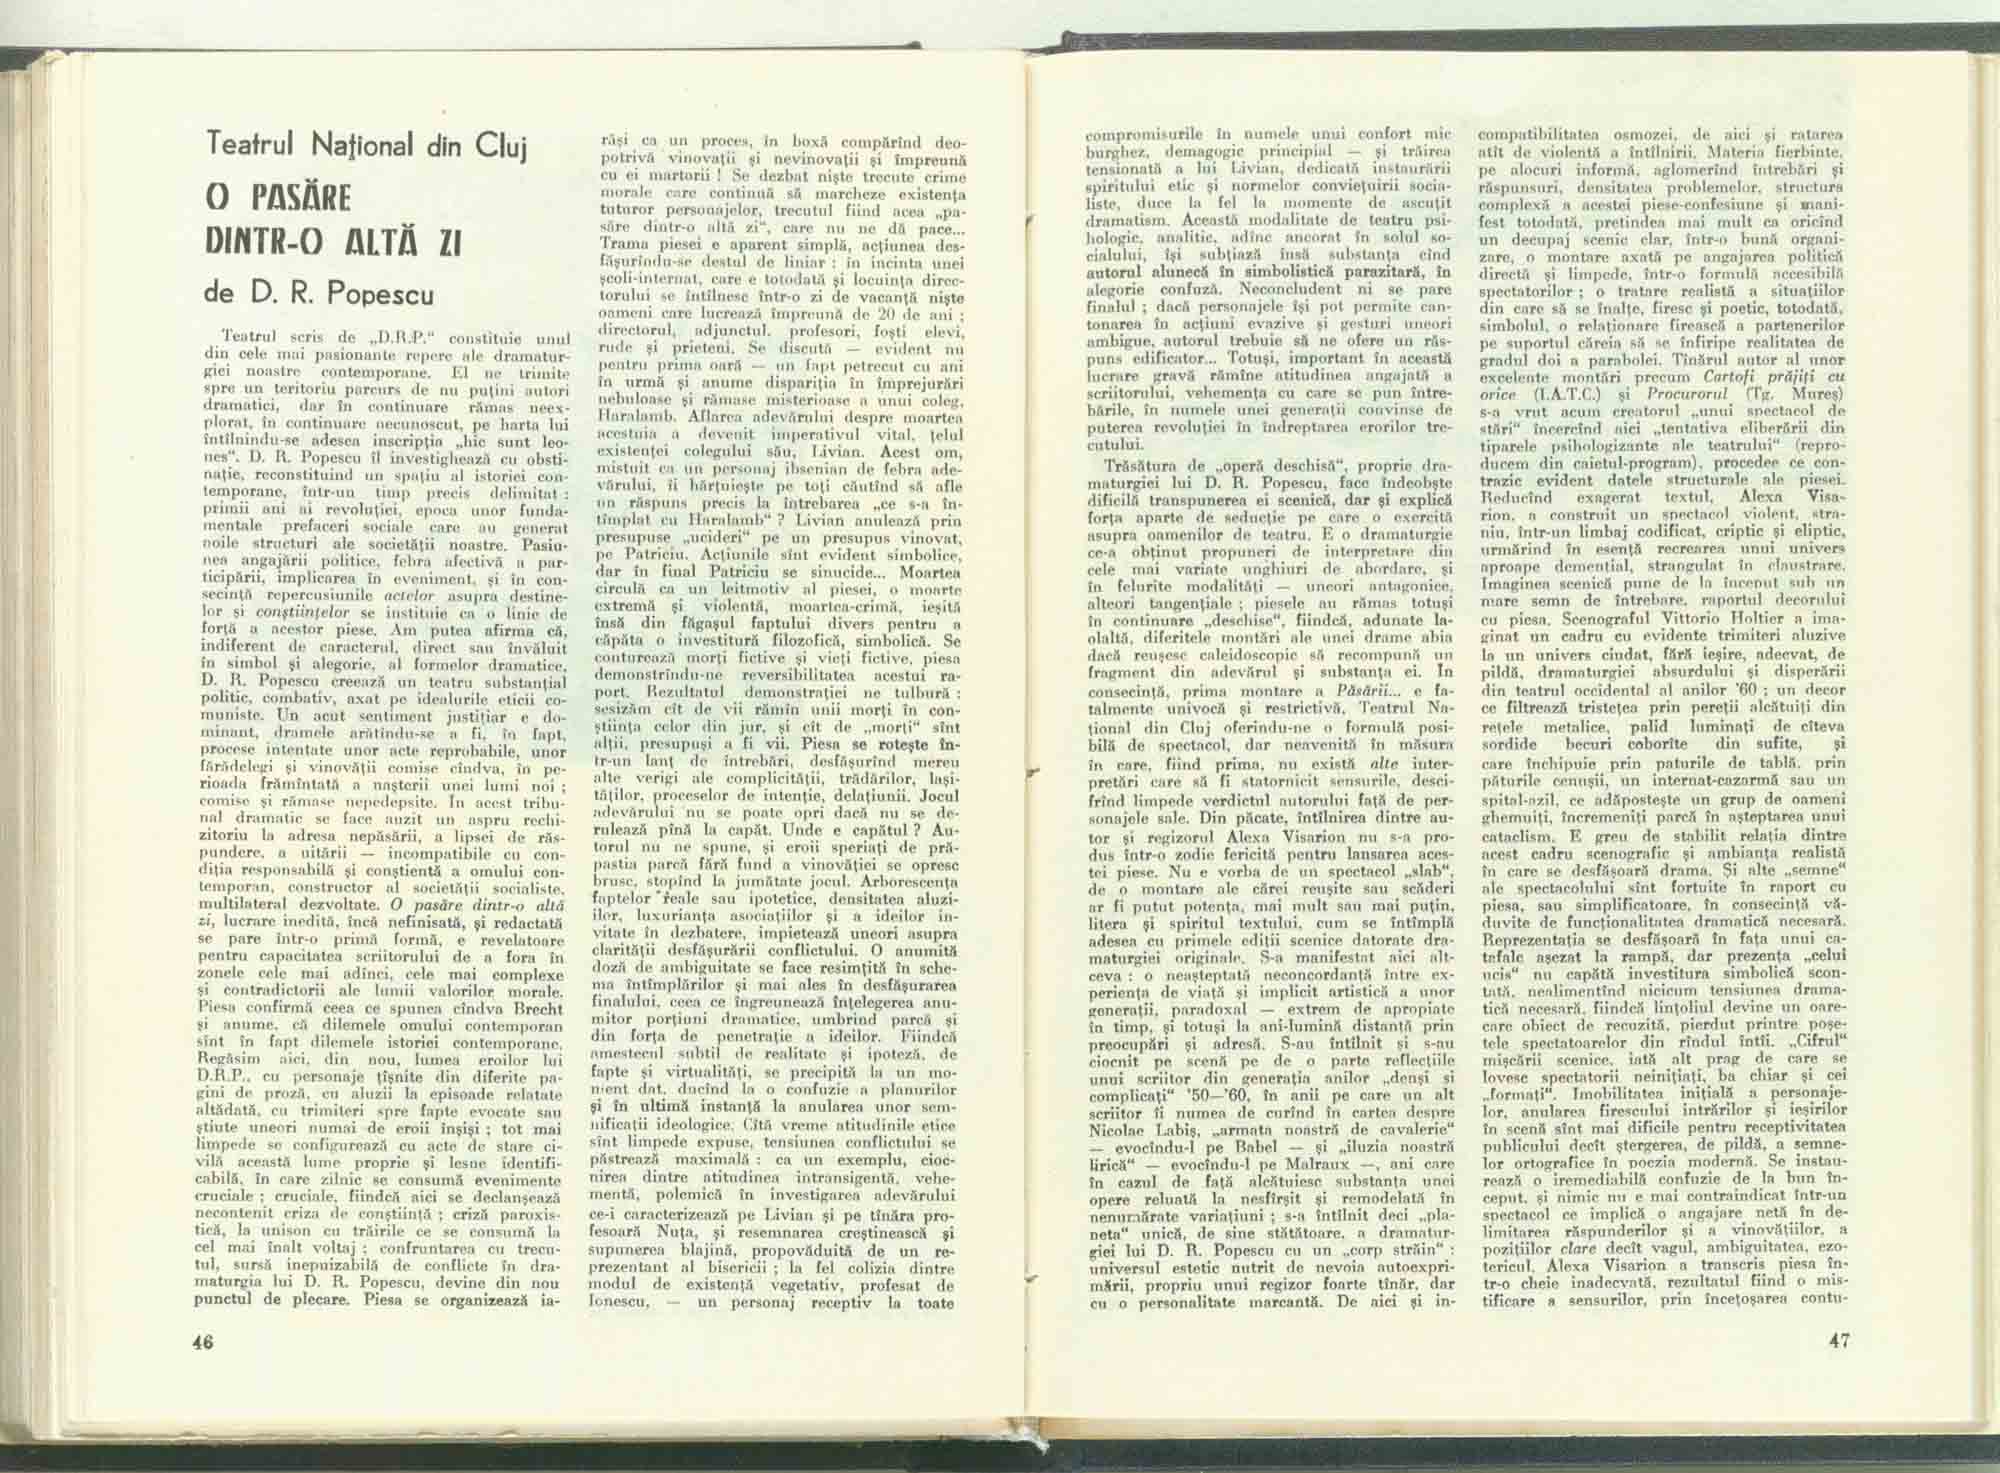 Teatrul Național din Cluj
O PASĂRE
DINTR-O ALTĂ ZI
de D. R. Popescu
Teatrul scris de „D.R.P.“ constituie unul
din cele mai pasionante repere ale dramatur-
giei noastre contemporane. El ne trimite
spre un teritoriu parcurs de nu puțini autori
dramatici, dar în continuare rămas neex-
plorat, în continuare necunoscut, pe harta lui
întîlnindu-se adesea inscripția „hic sunt leo-
nes“. D. R. Popescu îl investighează cu obsti-
nație, reconstituind un spațiu al istoriei con-
temporane, într-un timp precis delimitat :
primii ani ai revoluției, epoca unor funda-
mentale prefaceri sociale care au generat
noile structuri ale societății noastre. Pasiu-
nea angajării politice, febra afectivă a par-
ticipării, implicarea în eveniment, și în con-
secință repercusiunile actelor asupra destine-
lor și conștiințelor se instituie ca o linie de
forță a acestor piese. Am putea afirma că,
indiferent de caracterul, direct sau învăluit
în simbol și alegorie, al formelor dramatice,
D. R. Popescu creează un teatru substanțial
politic, combativ, axat pe idealurile eticii co-
muniste. Un acut sentiment justițiar e do-
minant, dramele arătîndu-se a fi, în fapt,
procese intentate unor acte reprobabile, unor
fărădelegi și vinovății comise cîndva, în pe-
rioada frămîntată a nașterii unei lumi noi ;
comise și rămase nepedepsite. In acest tribu-
nal dramatic se face auzit un aspru rechi-
zitoriu la adresa nepăsării, a lipsei de răs-
pundere, a uitării — incompatibile cu con-
diția responsabilă și conștientă a omului con-
temporan, constructor al societății socialiste,
multilateral dezvoltate. O pasăre dintr-o altă
zi, lucrare inedită, încă nefinisată, și redactată
se pare într-o primă formă, e revelatoare
pentru capacitatea scriitorului de a fora în
zonele cele mai adînci, cele mai complexe
și contradictorii ale lumii valorilor morale.
Piesa confirmă ceea ce spunea cîndva Brecht
și anume, că dilemele omului contemporan
sînt în fapt dilemele istoriei contemporane.
Regăsim aici, din nou, lumea eroilor lui
D.R.P., cu personaje țîșnite din diferite pa-
gini de proză, cu aluzii la episoade relatate
altădată, cu trimiteri spre fapte evocate sau
știute uneori numai de eroii înșiși ; tot mai
limpede se configurează cu acte de stare ci-
vilă această lume proprie și lesne identifi-
cabilă, în care zilnic se consumă evenimente
cruciale ; cruciale, fiindcă aici se declanșează
necontenit criza de conștiință ; criză paroxis-
tică, la unison cu trăirile ce se consumă la
cel mai înalt voltaj ; confruntarea cu trecu-
tul, sursă inepuizabilă de conflicte în dra-
maturgia lui D. R. Popescu, devine din nou
punctul de plecare. Piesa se organizează ia-
46
răși ca un proces, în boxă compărînd deo-
potrivă vinovații și nevinovații și împreună
cu ei martorii ! Se dezbat niște trecute crime
morale care continuă să marcheze existența
tuturor personajelor, trecutul fiind acea „pa-
săre dintr-o altă zi“, care nu ne dă pace...
Trama piesei e aparent simplă, acțiunea des-
fășurîndu-se destul de liniar : în incinta unei
școli-internat, care e totodată și locuința direc-
torului se întîlnesc într-o zi de vacanță niște
oameni care lucrează împreună de 20 de ani ;
directorul, adjunctul, profesori, foști elevi,
rude și prieteni. Se discută — evident nu
pentru prima oară — un fapt petrecut cu ani
în urmă și anume dispariția în împrejurări
nebuloase și rămase misterioase a unui coleg,
Haralamb. Aflarea adevărului despre moartea
acestuia a devenit imperativul vital, țelul
existenței colegului său, Livian. Acest om,
mistuit ca un personaj ibsenian de febra ade-
vărului, îi hărțuiește pe toți căutînd să afle
un răspuns precis la întrebarea „ce s-a în-
tîmplat cu Haralamb“ ? Livian anulează prin
presupuse „ucideri“ pe un presupus vinovat,
pe Patriciu. Acțiunile sînt evident simbolice,
dar în final Patriciu se sinucide... Moartea
circulă ca un leitmotiv al piesei, o moarte
extremă și violentă, moartea-crimă, ieșită
însă din făgașul faptului divers pentru a
căpăta o investitură filozofică, simbolică. Se
conturează morți fictive și vieți fictive, piesa
demonstrîndu-ne reversibilitatea acestui ra-
port. Rezultatul demonstrației ne tulbură :
sesizăm cît de vii rămîn unii morți în con-
știința celor din jur, și cît de „morți“ sînt
alții, presupuși a fi vii. Piesa se rotește în-
tr-un lanț de întrebări, desfășurînd mereu
alte verigi ale complicității, trădărilor, lași-
tăților, proceselor de intenție, delațiunii. Jocul
adevărului nu se poate opri dacă nu se de-
rulează pînă la capăt. Unde e capătul ? Au-
torul nu ne spune, și eroii speriați de pră-
pastia parcă fără fund a vinovăției se opresc
brusc, stopînd la jumătate jocul. Arborescența
faptelor reale sau ipotetice, densitatea aluzi-
ilor, luxurianța asociațiilor și a ideilor in-
vitate în dezbatere, impietează uneori asupra
clarității desfășurării conflictului. O anumită
doză de ambiguitate se face resimțită în sche-
ma întîmplărilor și mai ales în desfășurarea
finalului, ceea ce îngreunează înțelegerea anu-
mitor porțiuni dramatice, umbrind parcă și
din forța de penetrație a ideilor. Fiindcă
amestecul subtil de realitate și ipoteză, de
fapte și virtualități, se precipită la un mo-
ment dat, ducînd la o confuzie a planurilor
și în ultimă instanță la anularea unor sem-
nificații ideologice. Cîtă vreme atitudinile etice
sînt limpede expuse, tensiunea conflictului se
păstrează maximală : ca un exemplu, cioc-
nirea dintre atitudinea intransigentă, vehe-
mentă, polemică în investigarea adevărului
ce-i caracterizează pe Livian și pe tînăra pro-
fesoară Nuța, și resemnarea creștinească și
supunerea blajină, propovăduită de un re-
prezentant al bisericii ; la fel colizia dintre
modul de existență vegetativ, profesat de
Ionescu, — un personaj receptiv la toate
compromisurile în numele unui confort mic
burghez, demagogic principial — și trăirea
tensionată a lui Livian, dedicată instaurării
spiritului etic și normelor conviețuirii socia-
liste, duce la fel la momente de ascuțit
dramatism. Această modalitate de teatru psi-
hologic, analitic, adînc ancorat în solul so-
cialului, își subțiază însă substanța cînd
autorul alunecă în simbolistică parazitară, în
alegorie confuză. Neconcludent ni se pare
finalul ; dacă personajele își pot permite can-
tonarea în acțiuni evazive și gesturi uneori
ambigue, autorul trebuie să ne ofere un răs-
puns edificator... Totuși, important în această
lucrare gravă rămîne atitudinea angajată a
scriitorului, vehemența cu care se pun între-
bările, în numele unei generații convinse de
puterea revoluției în îndreptarea erorilor tre-
cutului.
Trăsătura de „operă deschisă“, proprie dra-
maturgiei lui D. R. Popescu, face îndeobște
dificilă transpunerea ei scenică, dar și explică
forța aparte de seducție pe care o exercită
asupra oamenilor de teatru. E o dramaturgie
ce-a obținut propuneri de interpretare din
cele mai variate unghiuri de abordare, și
în felurite modalități — uneori antagonice,
alteori tangențiale ; piesele au rămas totuși
în continuare „deschise“, fiindcă, adunate la-
olaltă, diferitele montări ale unei drame abia
dacă reușesc caleidoscopic să recompună un
fragment din adevărul și substanța ei. In
consecință, prima montare a Păsării... e fa-
talmente univocă și restrictivă, Teatrul Na-
țional din Cluj oferindu-ne o formulă posi-
bilă de spectacol, dar neavenită în măsura
în care, fiind prima, nu există alte inter-
pretări care să fi statornicit sensurile, desci-
frînd limpede verdictul autorului față de per-
sonajele sale. Din păcate, întîlnirea dintre au-
tor și regizorul Alexa Visarion nu s-a pro-
dus într-o zodie fericită pentru lansarea aces-
tei piese. Nu e vorba de un spectacol „slab“,
de o montare ale cărei reușite sau scăderi
ar fi putut potența, mai mult sau mai puțin,
litera și spiritul textului, cum se întîmplă
adesea cu primele ediții scenice datorate dra-
maturgiei originale. S-a manifestat aici alt-
ceva : o neașteptată neconcordanță între ex-
periența de viață și implicit artistică a unor
generații, paradoxal — extrem de apropiate
în timp, și totuși la ani-lumină distanță prin
preocupări și adresă. S-au întîlnit și s-au
ciocnit pe scenă pe de o parte reflecțiile
unui scriitor din generația anilor „denși si
complicați“ '50—'60, în anii pe care un alt
scriitor îi numea de curînd în cartea despre
Nicolae Labiș, „armata noastră de cavalerie“
— evocîndu-l pe Babel — și „iluzia noastră
lirică“ — evocîndu-l pe Malraux —, ani care
în cazul de față alcătuiesc substanța unei
opere reluată la nesfîrșit și remodelată în
nenumărate variațiuni ; s-a întîlnit deci „pla-
neta“ unică, de sine stătătoare, a dramatur-
giei lui D. R. Popescu cu un „corp străin“ :
universul estetic nutrit de nevoia autoexpri-
mării, propriu unui regizor foarte tînăr, dar
cu o personalitate marcantă. De aici și in-
compatibilitatea osmozei, de aici și ratarea
atît de violentă a întîlnirii. Materia fierbinte,
pe alocuri informă, aglomerînd întrebări și
răspunsuri, densitatea problemelor, structura
complexă a acestei piese-confesiune și mani-
fest totodată, pretindea mai mult ca oricînd
un decupaj scenic clar, într-o bună organi-
zare, o montare axată pe angajarea politică
directă și limpede, într-o formulă accesibilă
spectatorilor ; o tratare realistă a situațiilor
din care să se înalțe, firesc și poetic, totodată,
simbolul, o relaționare firească a partenerilor
pe suportul căreia să se înfiripe realitatea de
gradul doi a parabolei. Tînărul autor al unor
excelente montări precum Cartofi prăjiți cu
orice (I.A.T.C.) și Procurorul (Tg. Mureș)
s-a vrut acum creatorul „unui spectacol de
stări“ încercînd aici „tentativa eliberării din
tiparele psihologizante ale teatrului“ (repro-
ducem din caietul-program), procedee ce con-
trazic evident datele structurale ale piesei.
Reducînd exagerat textul, Alexa Visa-
rion, a construit un spectacol violent, stra-
niu, într-un limbaj codificat, criptic și eliptic,
urmărind în esență recrearea unui univers
aproape demențial, strangulat în claustrare.
Imaginea scenică pune de la început sub un
mare semn de întrebare, raportul decorului
cu piesa. Scenograful Vittorio Holtier a ima-
ginat un cadru cu evidente trimiteri aluzive
la un univers ciudat, fără ieșire, adecvat, de
pildă, dramaturgiei absurdului și disperării
din teatrul occidental al anilor '60 ; un decor
ce filtrează tristețea prin pereții alcătuiți din
rețele metalice, palid luminați de cîteva
sordide becuri coborîte din sufite, și
care închipuie prin paturile de tablă, prin
păturile cenușii, un internat-cazarmă sau un
spital-azil, ce adăpostește un grup de oameni
ghemuiți, încremeniți parcă în așteptarea unui
cataclism. E greu de stabilit relația dintre
acest cadru scenografic și ambianța realistă
în care se desfășoară drama. Și alte „semne“
ale spectacolului sînt fortuite în raport cu
piesa, sau simplificatoare, în consecință vă-
duvite de funcționalitatea dramatică necesară.
Reprezentația se desfășoară în fața unui ca-
tafalc așezat la rampă, dar prezența „celui
ucis“ nu capătă investitura simbolică scon-
tată, nealimentînd nicicum tensiunea drama-
tică necesară, fiindcă lințoliul devine un oare-
care obiect de recuzită, pierdut printre poșe-
tele spectatoarelor din rîndul întîi. „Cifrul“
mișcării scenice, iată alt prag de care se
lovesc spectatorii neinițiați, ba chiar și cei
„formați“. Imobilitatea inițială a personaje-
lor, anularea firescului intrărilor și ieșirilor
în scenă sînt mai dificile pentru receptivitatea
publicului decît ștergerea, de pildă, a semne-
lor ortografice în poezia modernă. Se instau-
rează o iremediabilă confuzie de la bun în-
ceput, și nimic nu e mai contraindicat într-un
spectacol ce implică o angajare netă în de-
limitarea răspunderilor și a vinovățiilor, a
pozițiilor clare decît vagul, ambiguitatea, ezo-
tericul. Alexa Visarion a transcris piesa în-
tr-o cheie inadecvată, rezultatul fiind o mis-
tificare a sensurilor, prin încețoșarea contu-
47